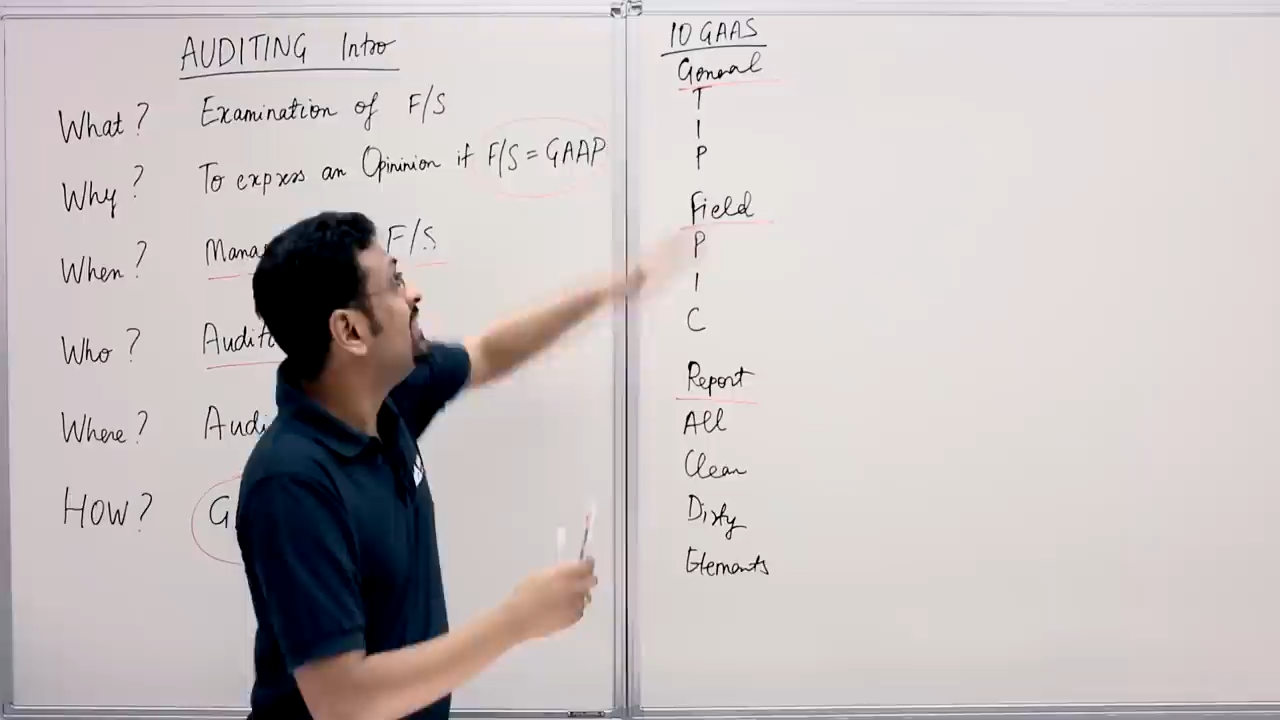 AUDITING Intro
What? Examination of F/S
Why? To express an Opininion if F/S = GAAP
When? F/S
Who?
Where?
HOW?
10 GAAS
General
T
I
P
Field
P
I
C
Report
All
Clean
Dirty
Elements